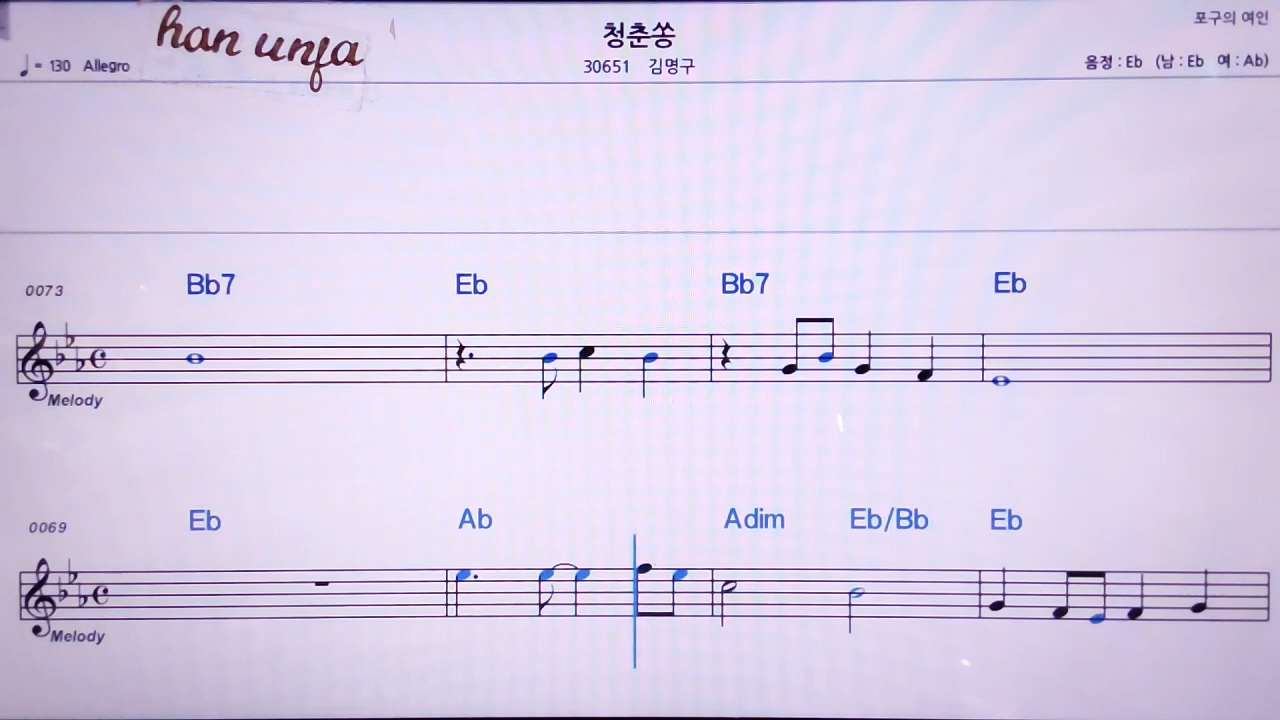 han unfa
청춘쏭
포구의 여인
♩= 130 Allegro
30651 김명구
음정 : Eb (남 : Eb 여 : Ab)
0073
Bb7 Eb Bb7 Eb
Melody
0069
Eb Ab Adim Eb/Bb Eb
Melody